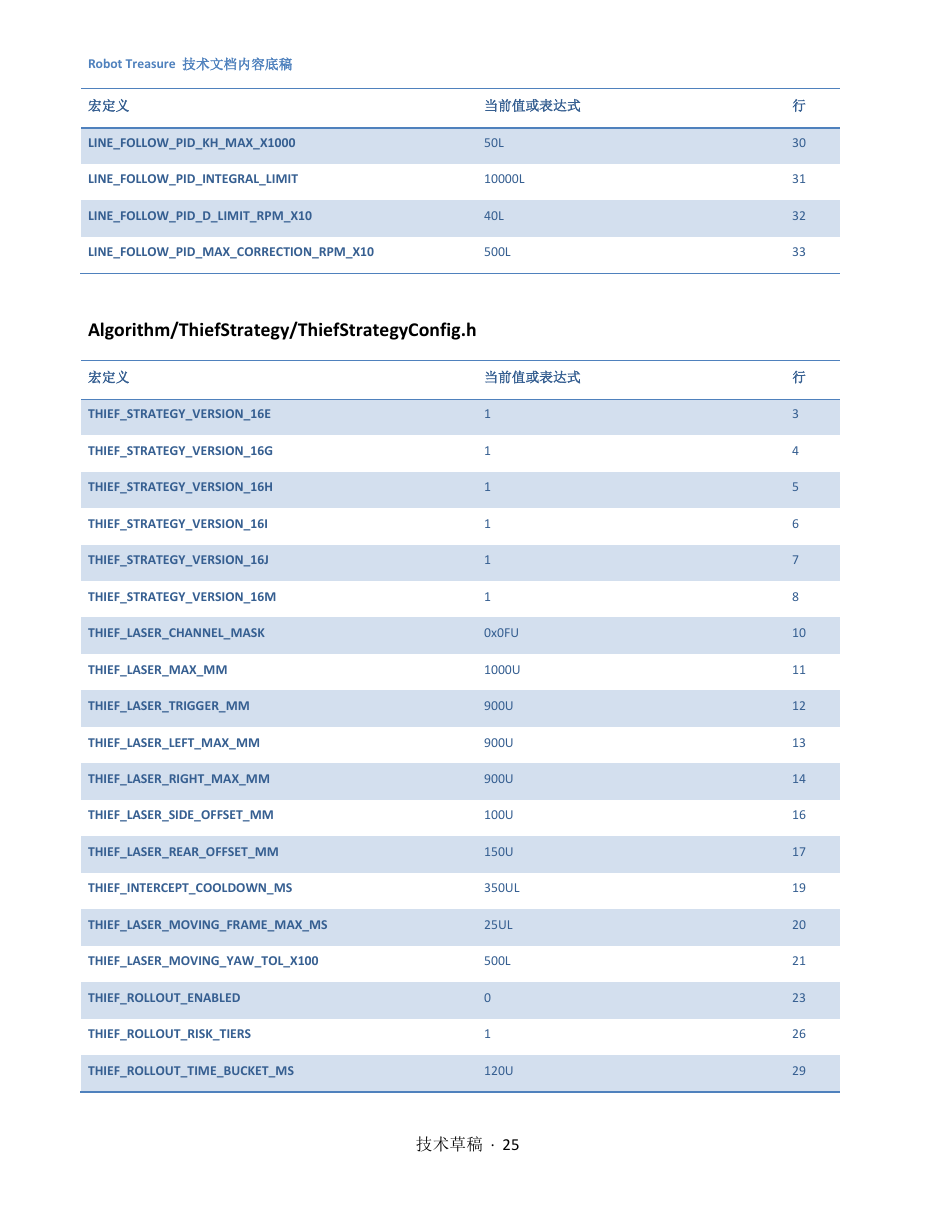 Robot Treasure 技术文档内容底稿
宏定义 当前值或表达式 行
LINE_FOLLOW_PID_KH_MAX_X1000 50L 30
LINE_FOLLOW_PID_INTEGRAL_LIMIT 10000L 31
LINE_FOLLOW_PID_D_LIMIT_RPM_X10 40L 32
LINE_FOLLOW_PID_MAX_CORRECTION_RPM_X10 500L 33
Algorithm/ThiefStrategy/ThiefStrategyConfig.h
宏定义 当前值或表达式 行
THIEF_STRATEGY_VERSION_16E 1 3
THIEF_STRATEGY_VERSION_16G 1 4
THIEF_STRATEGY_VERSION_16H 1 5
THIEF_STRATEGY_VERSION_16I 1 6
THIEF_STRATEGY_VERSION_16J 1 7
THIEF_STRATEGY_VERSION_16M 1 8
THIEF_LASER_CHANNEL_MASK 0x0FU 10
THIEF_LASER_MAX_MM 1000U 11
THIEF_LASER_TRIGGER_MM 900U 12
THIEF_LASER_LEFT_MAX_MM 900U 13
THIEF_LASER_RIGHT_MAX_MM 900U 14
THIEF_LASER_SIDE_OFFSET_MM 100U 16
THIEF_LASER_REAR_OFFSET_MM 150U 17
THIEF_INTERCEPT_COOLDOWN_MS 350UL 19
THIEF_LASER_MOVING_FRAME_MAX_MS 25UL 20
THIEF_LASER_MOVING_YAW_TOL_X100 500L 21
THIEF_ROLLOUT_ENABLED 0 23
THIEF_ROLLOUT_RISK_TIERS 1 26
THIEF_ROLLOUT_TIME_BUCKET_MS 120U 29
技术草稿 · 25